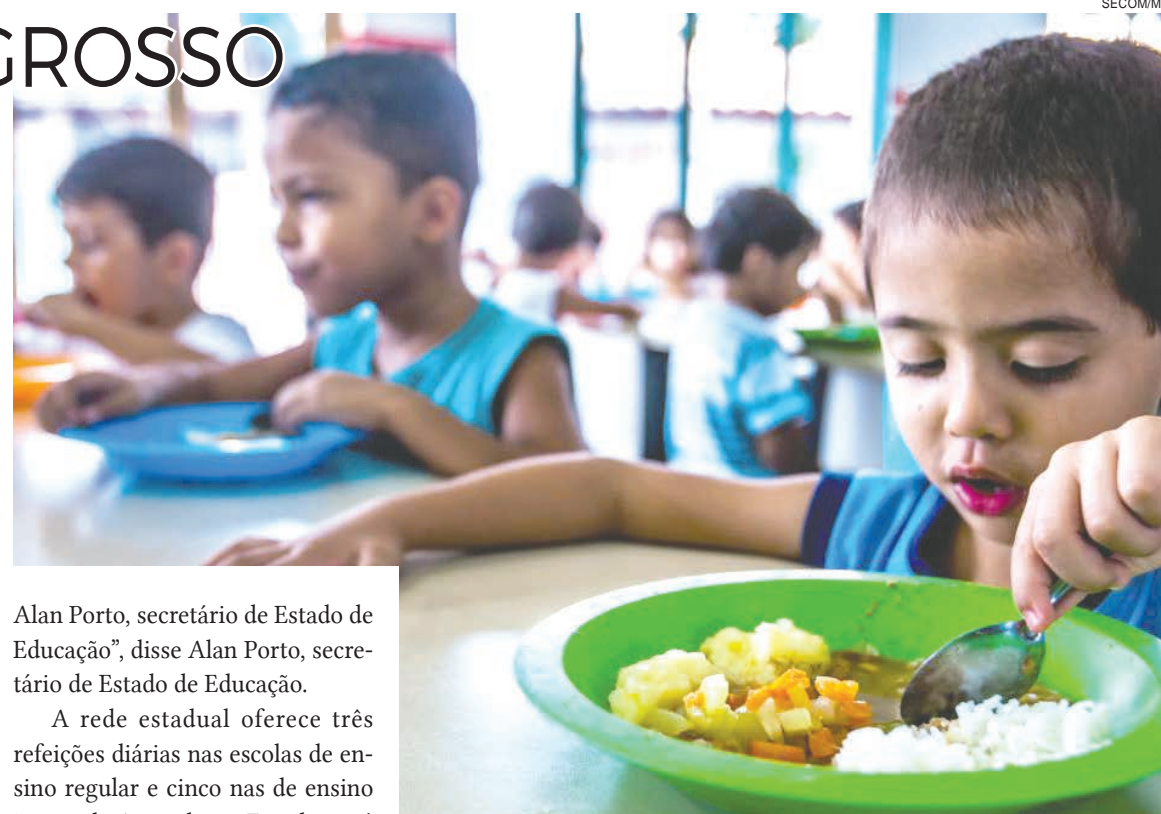 SECOM/M
GROSSO
Alan Porto, secretário de Estado de
Educação”, disse Alan Porto, secre-
tário de Estado de Educação.
A rede estadual oferece três
refeições diárias nas escolas de en-
sino regular e cinco nas de ensino